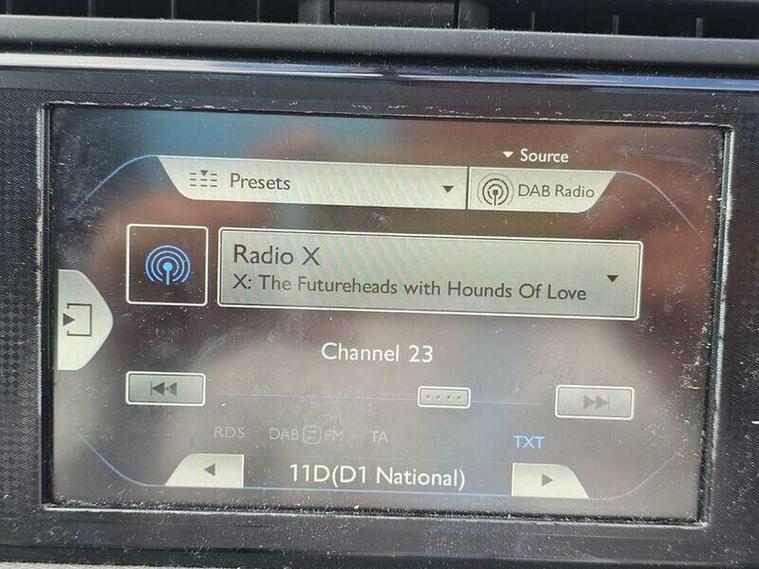 Source
Presets
DAB Radio
Radio X
X: The Futureheads with Hounds Of Love
Channel 23
RDS DAB FM TA TXT
11D(D1 National)